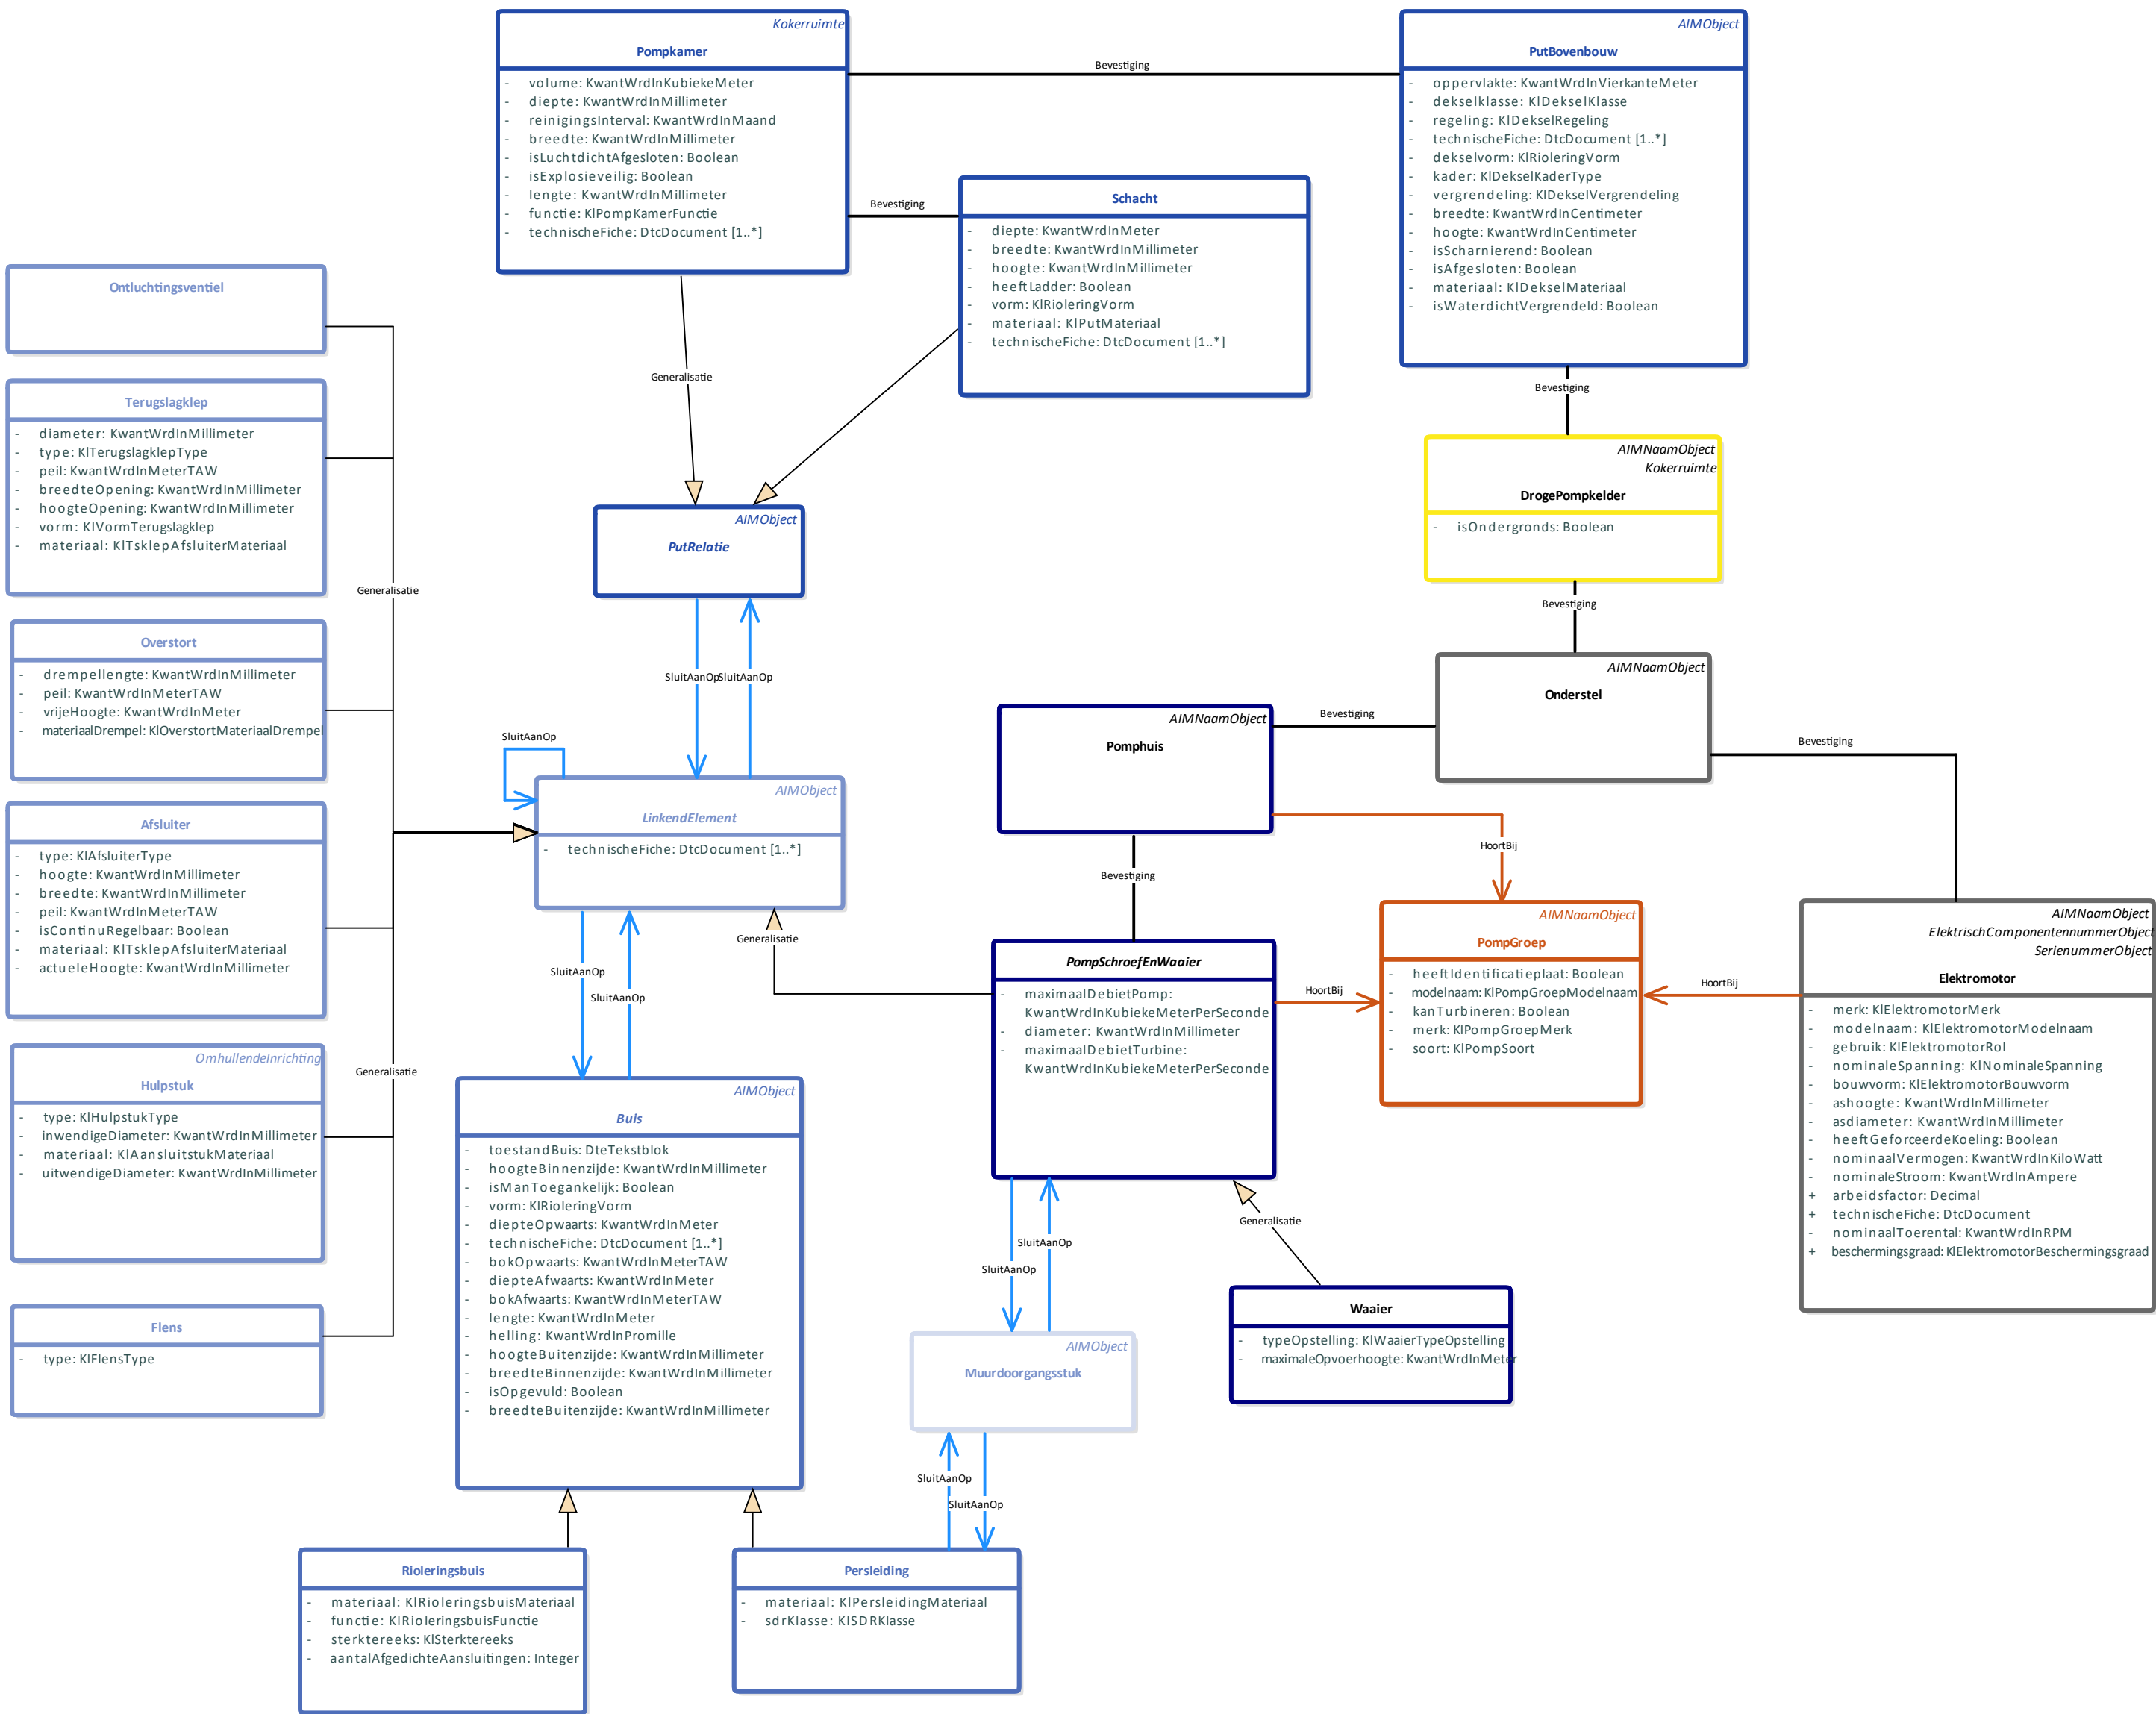 Kokerruimte
Pompkamer
- volume: KwantWrdInKubiekeMeter
- diepte: KwantWrdInMillimeter
- reinigingsInterval: KwantWrdInMaand
- breedte: KwantWrdInMillimeter
- isLuchtdichtAfgesloten: Boolean
- isExplosieveilig: Boolean
- lengte: KwantWrdInMillimeter
- functie: KlPompKamerFunctie
- technischeFiche: DtcDocument [1..*]
Bevestiging
AIMObject
PutBovenbouw
- oppervlakte: KwantWrdInVierkanteMeter
- dekselklasse: KlDekselKlasse
- regeling: KlDekselRegeling
- technischeFiche: DtcDocument [1..*]
- dekselvorm: KlRioleringVorm
- kader: KlDekselKaderType
- vergrendeling: KlDekselVergrendeling
- breedte: KwantWrdInCentimeter
- hoogte: KwantWrdInCentimeter
- isScharnierend: Boolean
- isAfgesloten: Boolean
- materiaal: KlDekselMateriaal
- isWaterdichtVergrendeld: Boolean
Bevestiging
Schacht
- diepte: KwantWrdInMeter
- breedte: KwantWrdInMillimeter
- hoogte: KwantWrdInMillimeter
- heeftLadder: Boolean
- vorm: KlRioleringVorm
- materiaal: KlPutMateriaal
- technischeFiche: DtcDocument [1..*]
Ontluchtingsventiel
Terugslagklep
- diameter: KwantWrdInMillimeter
- type: KlTerugslagklepType
- peil: KwantWrdInMeterTAW
- breedteOpening: KwantWrdInMillimeter
- hoogteOpening: KwantWrdInMillimeter
- vorm: KlVormTerugslagklep
- materiaal: KlTsklepAfsluiterMateriaal
Generalisatie
Generalisatie
Bevestiging
AIMNaamObject
Kokerruimte
DrogePompkelder
- isOndergronds: Boolean
AIMObject
PutRelatie
Bevestiging
Overstort
- drempellengte: KwantWrdInMillimeter
- peil: KwantWrdInMeterTAW
- vrijeHoogte: KwantWrdInMeter
- materiaalDrempel: KlOverstortMateriaalDrempel
SluitAanOp
SluitAanOp
SluitAanOp
AIMNaamObject
Onderstel
AIMNaamObject
Pomphuis
Bevestiging
Bevestiging
AIMObject
LinkendElement
- technischeFiche: DtcDocument [1..*]
Afsluiter
- type: KlAfsluiterType
- hoogte: KwantWrdInMillimeter
- breedte: KwantWrdInMillimeter
- peil: KwantWrdInMeterTAW
- isContinuRegelbaar: Boolean
- materiaal: KlTsklepAfsluiterMateriaal
- actueleHoogte: KwantWrdInMillimeter
HoortBij
Bevestiging
Generalisatie
SluitAanOp
SluitAanOp
PompSchroefEnWaaier
- maximaalDebietPomp:
KwantWrdInKubiekeMeterPerSeconde
- diameter: KwantWrdInMillimeter
- maximaalDebietTurbine:
KwantWrdInKubiekeMeterPerSeconde
HoortBij
AIMNaamObject
PompGroep
- heeftIdentificatieplaat: Boolean
- modelnaam: KlPompGroepModelnaam
- kanTurbineren: Boolean
- merk: KlPompGroepMerk
- soort: KlPompSoort
HoortBij
AIMNaamObject
ElektrischComponentennummerObject
SerienummerObject
Elektromotor
- merk: KlElektromotorMerk
- modelnaam: KlElektromotorModelnaam
- gebruik: KlElektromotorRol
- nominaleSpanning: KlNominaleSpanning
- bouwvorm: KlElektromotorBouwvorm
- ashoogte: KwantWrdInMillimeter
- asdiameter: KwantWrdInMillimeter
- heeftGeforceerdeKoeling: Boolean
- nominaalVermogen: KwantWrdInKiloWatt
- nominaleStroom: KwantWrdInAmpere
+ arbeidsfactor: Decimal
+ technischeFiche: DtcDocument
- nominaalToerental: KwantWrdInRPM
+ beschermingsgraad: KlElektromotorBeschermingsgraad
Generalisatie
OmhullendeInrichting
Hulpstuk
- type: KlHulpstukType
- inwendigeDiameter: KwantWrdInMillimeter
- materiaal: KlAansluitstukMateriaal
- uitwendigeDiameter: KwantWrdInMillimeter
AIMObject
Buis
- toestandBuis: DteTekstblok
- hoogteBinnenzijde: KwantWrdInMillimeter
- isManToegankelijk: Boolean
- vorm: KlRioleringVorm
- diepteOpwaarts: KwantWrdInMeter
- technischeFiche: DtcDocument [1..*]
- bokOpwaarts: KwantWrdInMeterTAW
- diepteAfwaarts: KwantWrdInMeter
- bokAfwaarts: KwantWrdInMeterTAW
- lengte: KwantWrdInMeter
- helling: KwantWrdInPromille
- hoogteBuitenzijde: KwantWrdInMillimeter
- breedteBinnenzijde: KwantWrdInMillimeter
- isOpgevuld: Boolean
- breedteBuitenzijde: KwantWrdInMillimeter
SluitAanOp
SluitAanOp
Generalisatie
Waaier
- typeOpstelling: KlWaaierTypeOpstelling
- maximaleOpvoerhoogte: KwantWrdInMeter
Flens
- type: KlFlensType
AIMObject
Muurdoorgangsstuk
SluitAanOp
SluitAanOp
Rioleringsbuis
- materiaal: KlRioleringsbuisMateriaal
- functie: KlRioleringsbuisFunctie
- sterktereeks: KlSterktereeks
- aantalAfgedichteAansluitingen: Integer
Persleiding
- materiaal: KlPersleidingMateriaal
- sdrKlasse: KlSDRKlasse